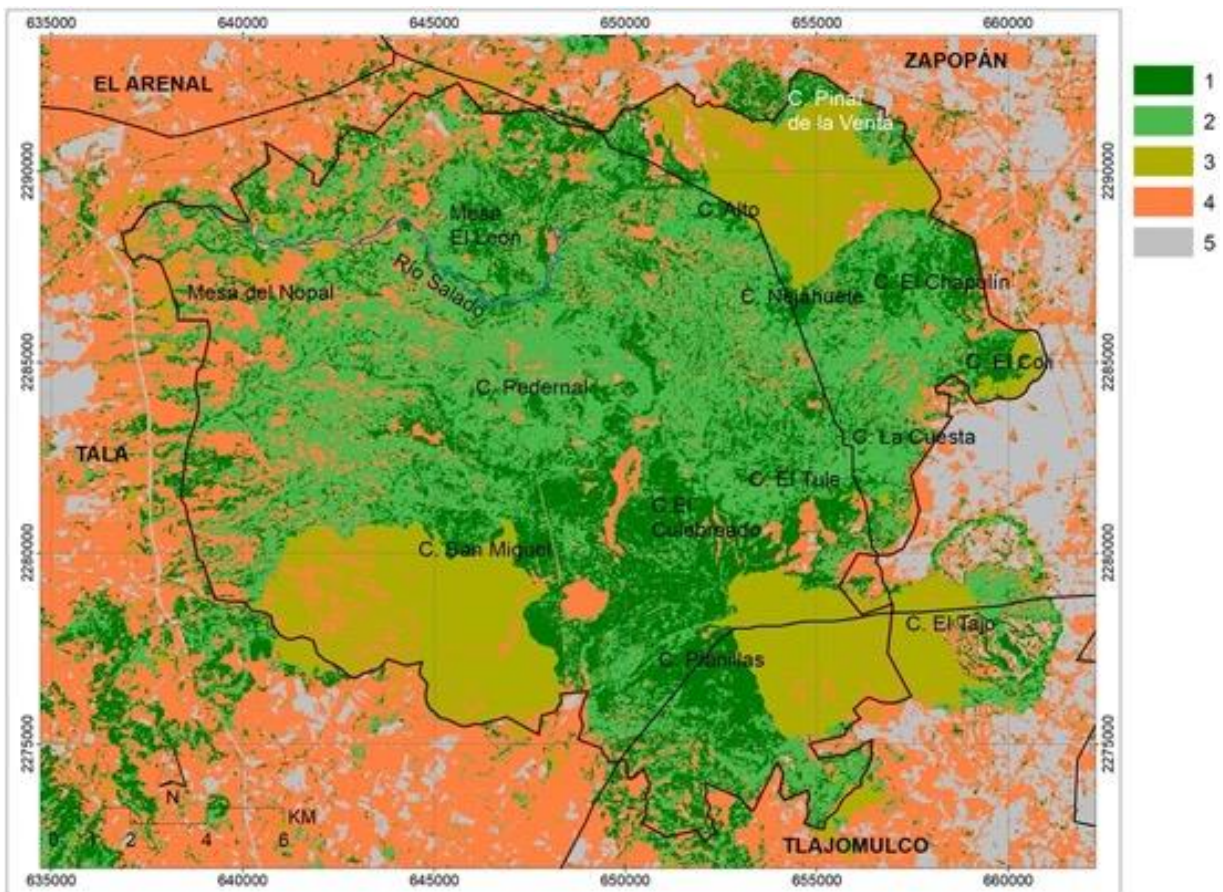 635000 640000 645000 650000 655000 660000
EL ARENAL
ZAPOPÁN
C. Pinar
de la Venta
1
2
3
4
5
2290000 2290000
Mesa
El León
C. Alto
Río Salado
Mesa del Nopal
C. Nejahuete
C. El Chapulín
2285000 2285000
C. El Coli
C. Pedernal
TALA
C. La Cuesta
C. El Tule
C. El
Culebreado
2280000 2280000
C. San Miguel
C. El Tajo
C. Planillas
2275000 2275000
N
KM
0 1 2 4 6
TLAJOMULCO
635000 640000 645000 650000 655000 660000